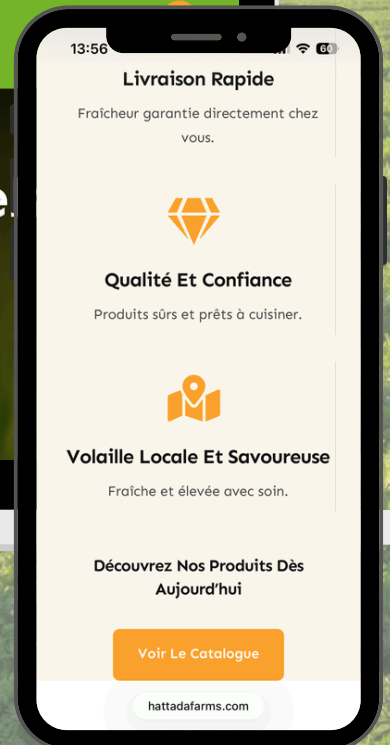 13:56
60
Livraison Rapide
Fraîcheur garantie directement chez
vous.
Qualité Et Confiance
Produits sûrs et prêts à cuisiner.
Volaille Locale Et Savoureuse
Fraîche et élevée avec soin.
Découvrez Nos Produits Dès
Aujourd'hui
Voir Le Catalogue
hattadafarms.com